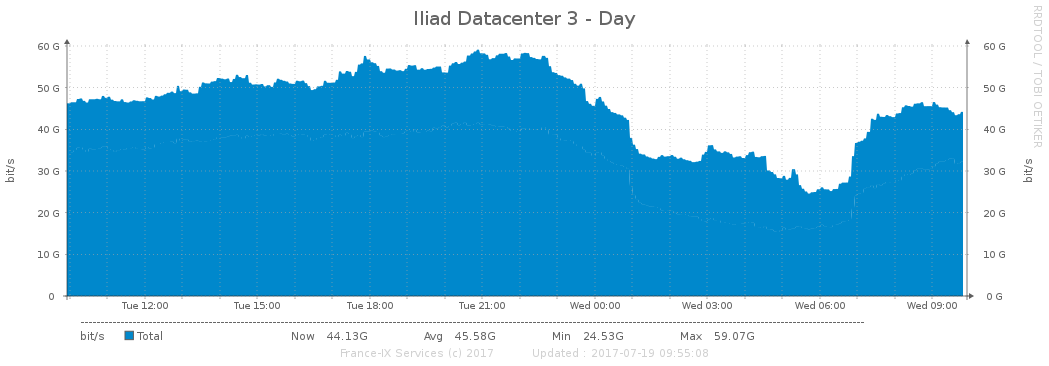 Iliad Datacenter 3 - Day
RRDTOOL / TOBI OETIKER
60 G
50 G
40 G
30 G
20 G
10 G
0
bit/s
60 G
50 G
40 G
30 G
20 G
10 G
0 G
bit/s
Tue 12:00 Tue 15:00 Tue 18:00 Tue 21:00 Wed 00:00 Wed 03:00 Wed 06:00 Wed 09:00
bit/s Total Now 44.13G Avg 45.58G Min 24.53G Max 59.07G
France-IX Services (c) 2017 Updated : 2017-07-19 09:55:08